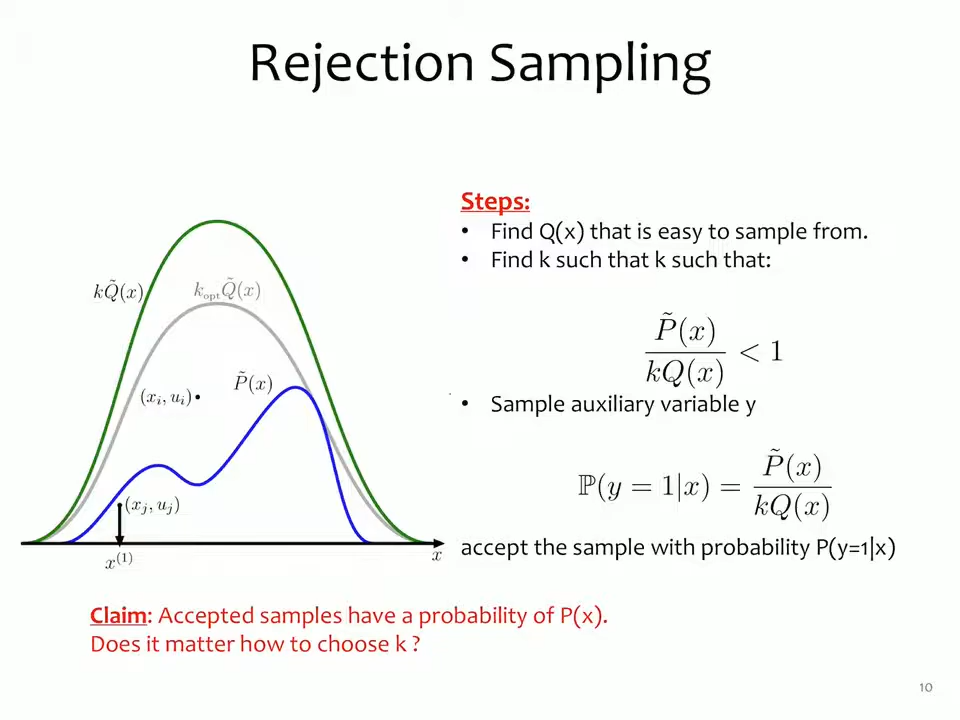 Rejection Sampling
Steps:
• Find Q(x) that is easy to sample from.
• Find k such that k such that:
P̃(x) / kQ(x) < 1
• Sample auxiliary variable y
ℙ(y = 1|x) = P̃(x) / kQ(x)
accept the sample with probability P(y=1|x)
kQ̃(x)
k_opt Q̃(x)
P̃(x)
(x_i, u_i)
(x_j, u_j)
x^(1)
x
Claim: Accepted samples have a probability of P(x).
Does it matter how to choose k ?
10